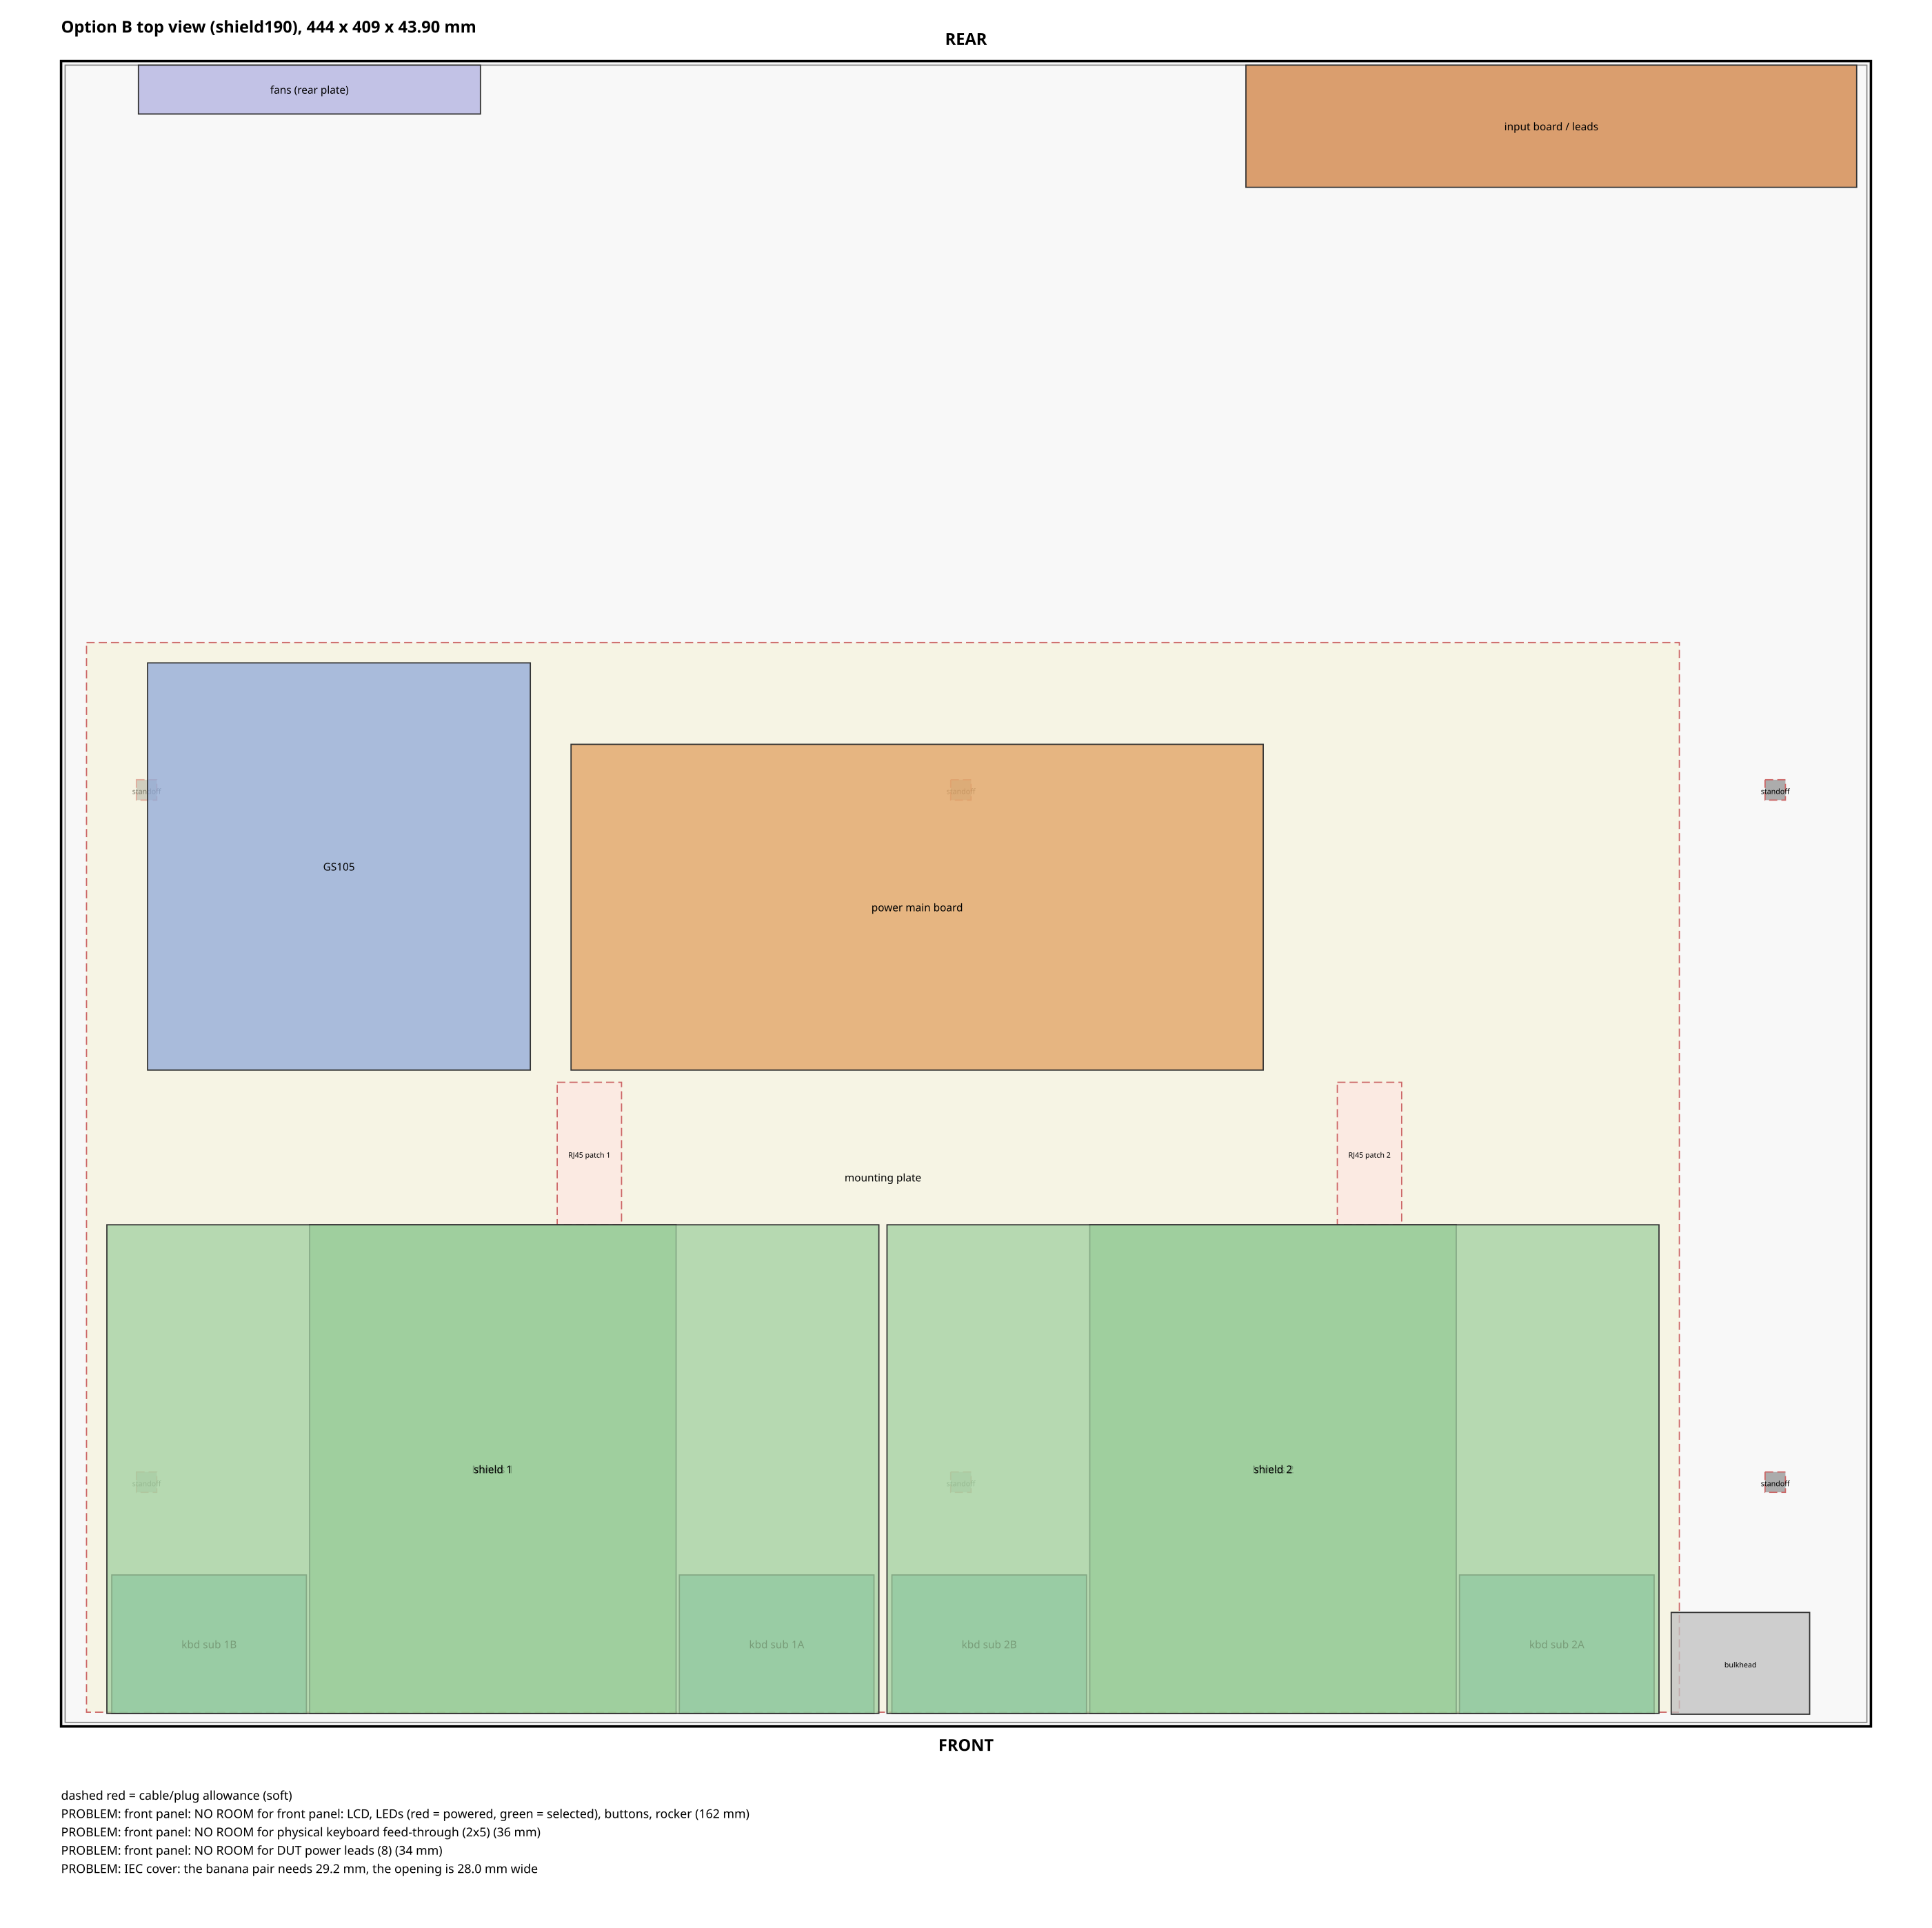 Option B top view (shield190), 444 x 409 x 43.90 mm
REAR
fans (rear plate)
input board / leads
standoff
standoff
standoff
GS105
power main board
RJ45 patch 1
RJ45 patch 2
mounting plate
shield 1
shield 2
standoff
standoff
standoff
kbd sub 1B
kbd sub 1A
kbd sub 2B
kbd sub 2A
bulkhead
FRONT
dashed red = cable/plug allowance (soft)
PROBLEM: front panel: NO ROOM for front panel: LCD, LEDs (red = powered, green = selected), buttons, rocker (162 mm)
PROBLEM: front panel: NO ROOM for physical keyboard feed-through (2x5) (36 mm)
PROBLEM: front panel: NO ROOM for DUT power leads (8) (34 mm)
PROBLEM: IEC cover: the banana pair needs 29.2 mm, the opening is 28.0 mm wide